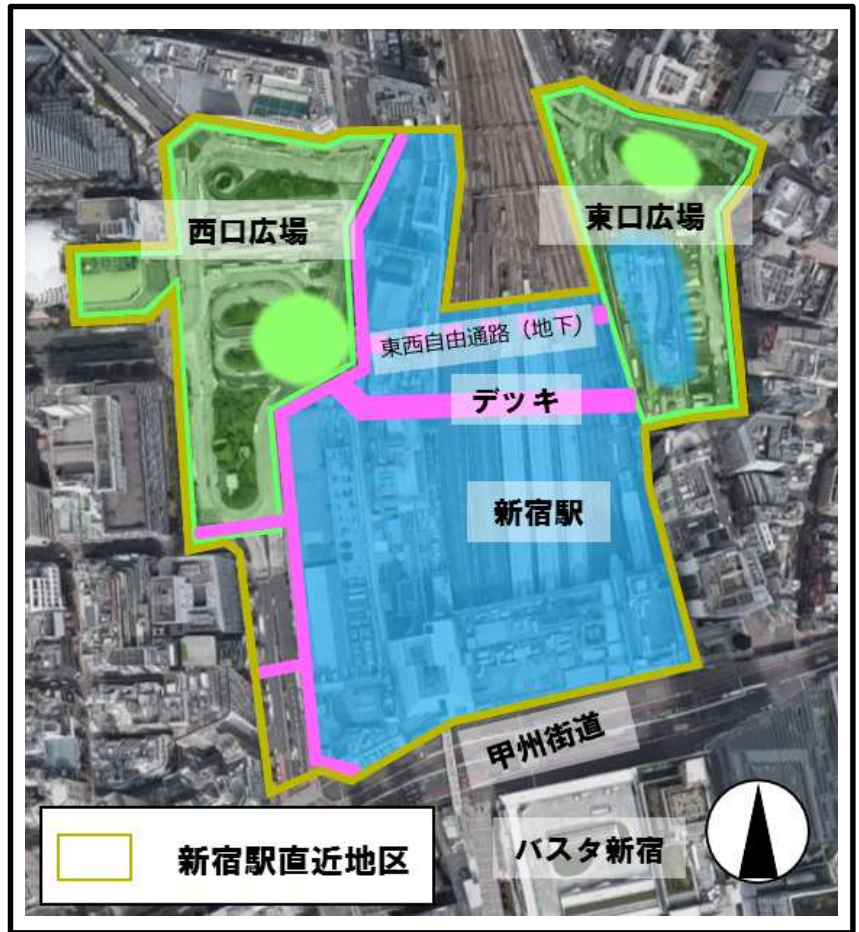 西口広場
東口広場
東西自由通路（地下）
デッキ
新宿駅
甲州街道
新宿駅直近地区
バスタ新宿